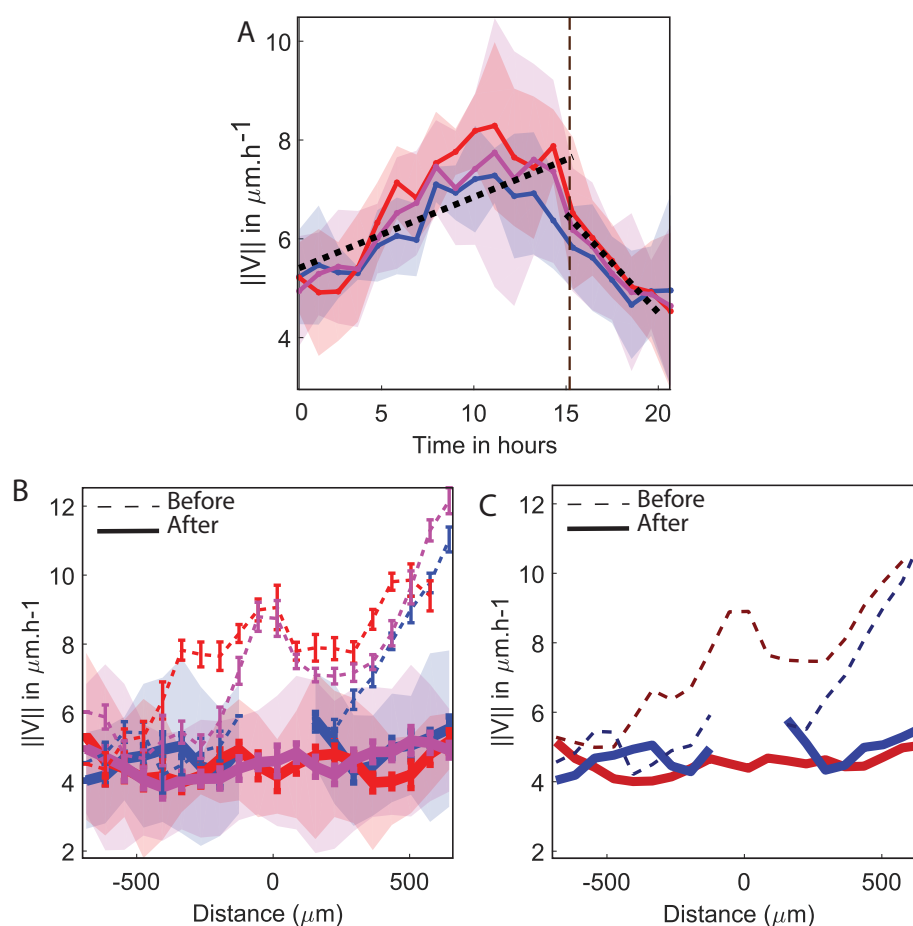 A
10
8
6
4
||V|| in μm.h-1
0 5 10 15 20
Time in hours
B
Before
After
12
10
8
6
4
2
||V|| in μm.h-1
-500 0 500
Distance (μm)
C
Before
After
12
10
8
6
4
2
||V|| in μm.h-1
-500 0 500
Distance (μm)